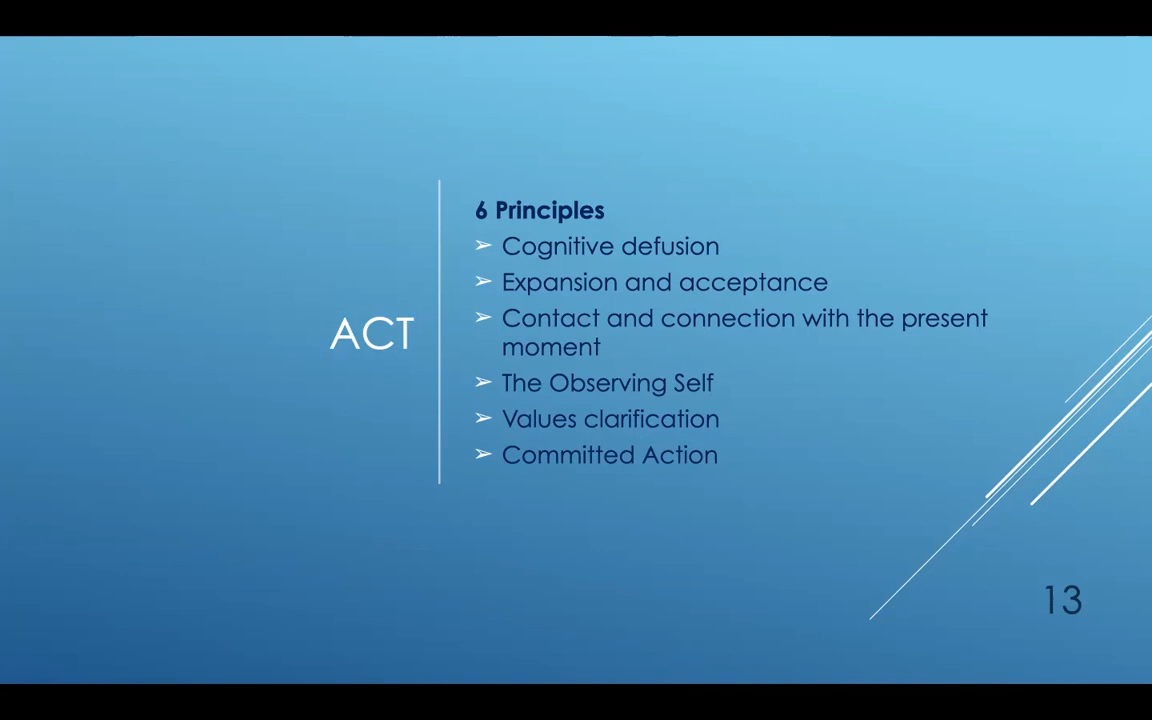 ACT
6 Principles
➢ Cognitive defusion
➢ Expansion and acceptance
➢ Contact and connection with the present
moment
➢ The Observing Self
➢ Values clarification
➢ Committed Action
13